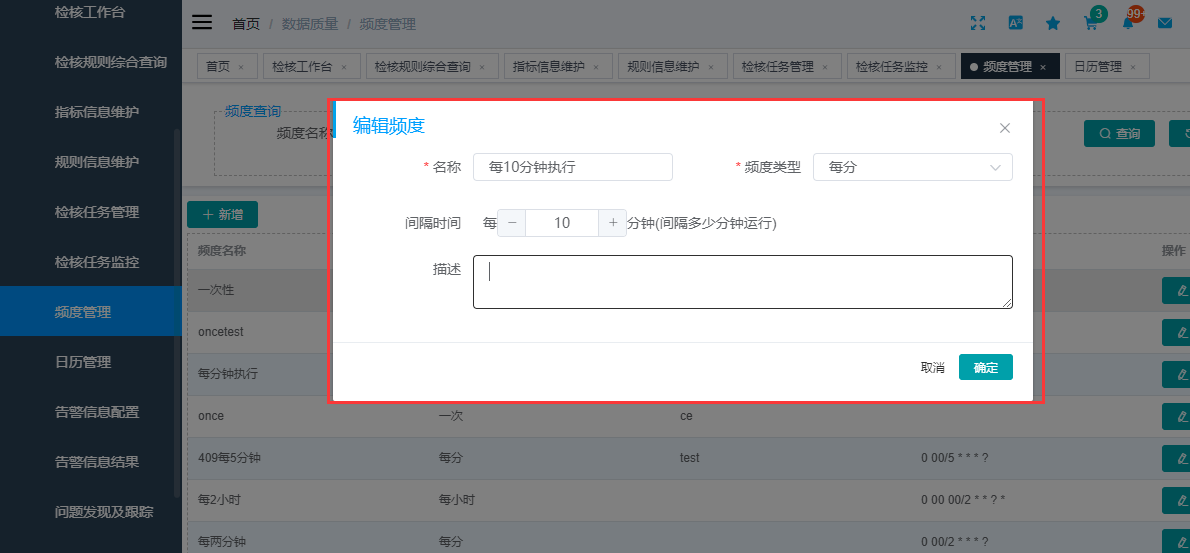 检核工作台
检核规则综合查询
指标信息维护
规则信息维护
检核任务管理
检核任务监控
频度管理
日历管理
告警信息配置
告警信息结果
问题发现及跟踪
首页 / 数据质量 / 频度管理
3
99+
首页 × 检核工作台 × 检核规则综合查询 × 指标信息维护 × 规则信息维护 × 检核任务管理 × 检核任务监控 × 频度管理 × 日历管理 ×
频度查询
频度名称
查询
新增
频度名称
操作
编辑频度
* 名称 每10分钟执行 * 频度类型 每分
间隔时间 每 − 10 + 分钟(间隔多少分钟运行)
描述
取消 确定
一次性
oncetest
每分钟执行
once 一次 ce
409每5分钟 每分 test 0 00/5 * * * ?
每2小时 每小时 0 00 00/2 * * ? *
每两分钟 每分 0 00/2 * * * ?